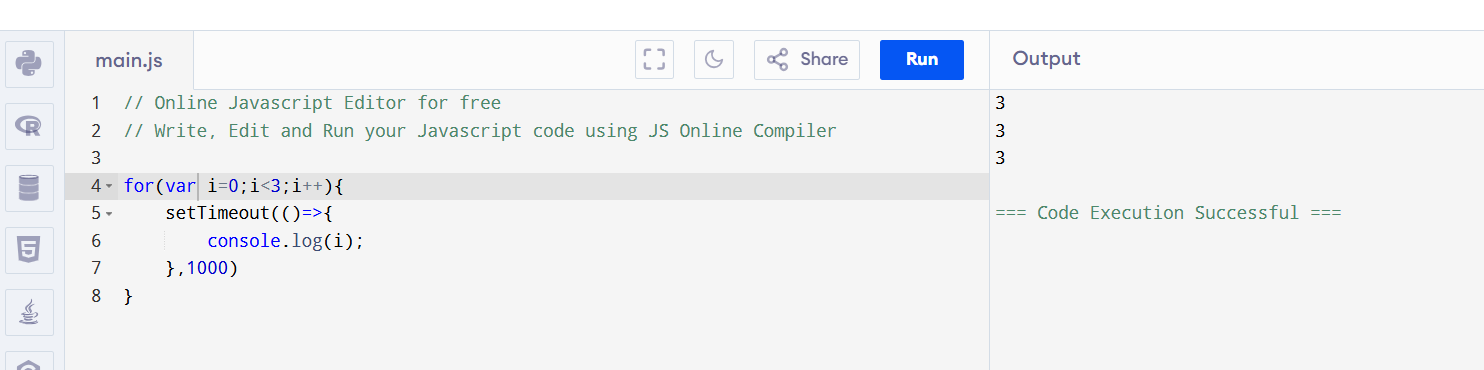 main.js
Share
Run
Output
1 // Online Javascript Editor for free
2 // Write, Edit and Run your Javascript code using JS Online Compiler
3
4 for(var i=0;i<3;i++){
5     setTimeout(()=>{
6         console.log(i);
7     },1000)
8 }
3
3
3
=== Code Execution Successful ===
R
5